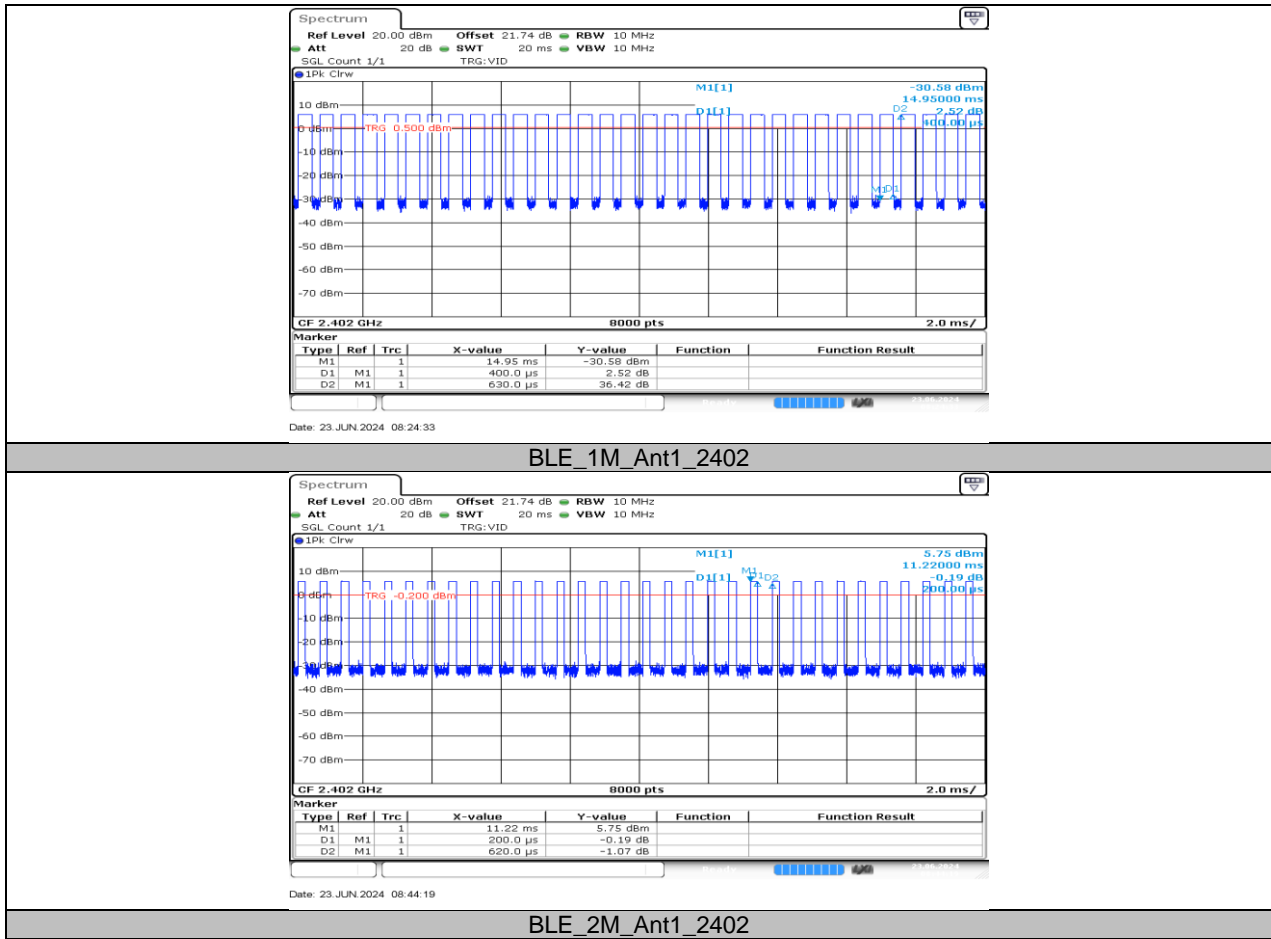 Spectrum
Ref Level 20.00 dBm Offset 21.74 dB RBW 10 MHz
Att 20 dB SWT 20 ms VBW 10 MHz
SGL Count 1/1 TRG:VID
1Pk Clrw
M1[1] -30.58 dBm
14.95000 ms
10 dBm D1[1] D2 2.52 dB
400.00 µs
0 dBm TRG 0.500 dBm
-10 dBm
-20 dBm
M1 D1
-30 dBm
-40 dBm
-50 dBm
-60 dBm
-70 dBm
CF 2.402 GHz 8000 pts 2.0 ms/
Marker
Type Ref Trc X-value Y-value Function Function Result
M1 1 14.95 ms -30.58 dBm
D1 M1 1 400.0 µs 2.52 dB
D2 M1 1 630.0 µs 36.42 dB
Ready 23.06.2024
Date: 23.JUN.2024 08:24:33
BLE_1M_Ant1_2402
Spectrum
Ref Level 20.00 dBm Offset 21.74 dB RBW 10 MHz
Att 20 dB SWT 20 ms VBW 10 MHz
SGL Count 1/1 TRG:VID
1Pk Clrw
M1[1] 5.75 dBm
11.22000 ms
10 dBm D1[1] M1 D1 D2 -0.19 dB
200.00 µs
0 dBm TRG -0.200 dBm
-10 dBm
-20 dBm
-30 dBm
-40 dBm
-50 dBm
-60 dBm
-70 dBm
CF 2.402 GHz 8000 pts 2.0 ms/
Marker
Type Ref Trc X-value Y-value Function Function Result
M1 1 11.22 ms 5.75 dBm
D1 M1 1 200.0 µs -0.19 dB
D2 M1 1 620.0 µs -1.07 dB
Ready 23.06.2024
Date: 23.JUN.2024 08:44:19
BLE_2M_Ant1_2402